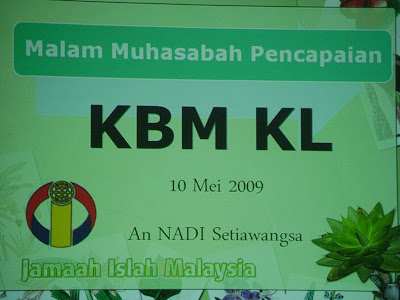 Malam Muhasabah Pencapaian
KBM KL
10 Mei 2009
An NADI Setiawangsa
Jamaah Islah Malaysia